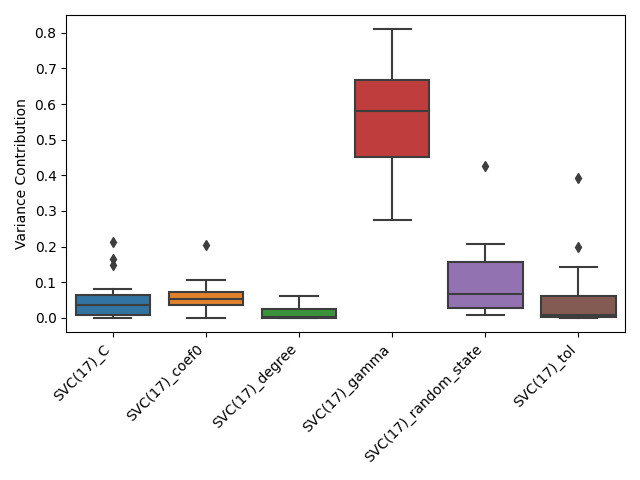 Variance Contribution
0.8
0.7
0.6
0.5
0.4
0.3
0.2
0.1
0.0
SVC(17)_C
SVC(17)_coef0
SVC(17)_degree
SVC(17)_gamma
SVC(17)_random_state
SVC(17)_tol